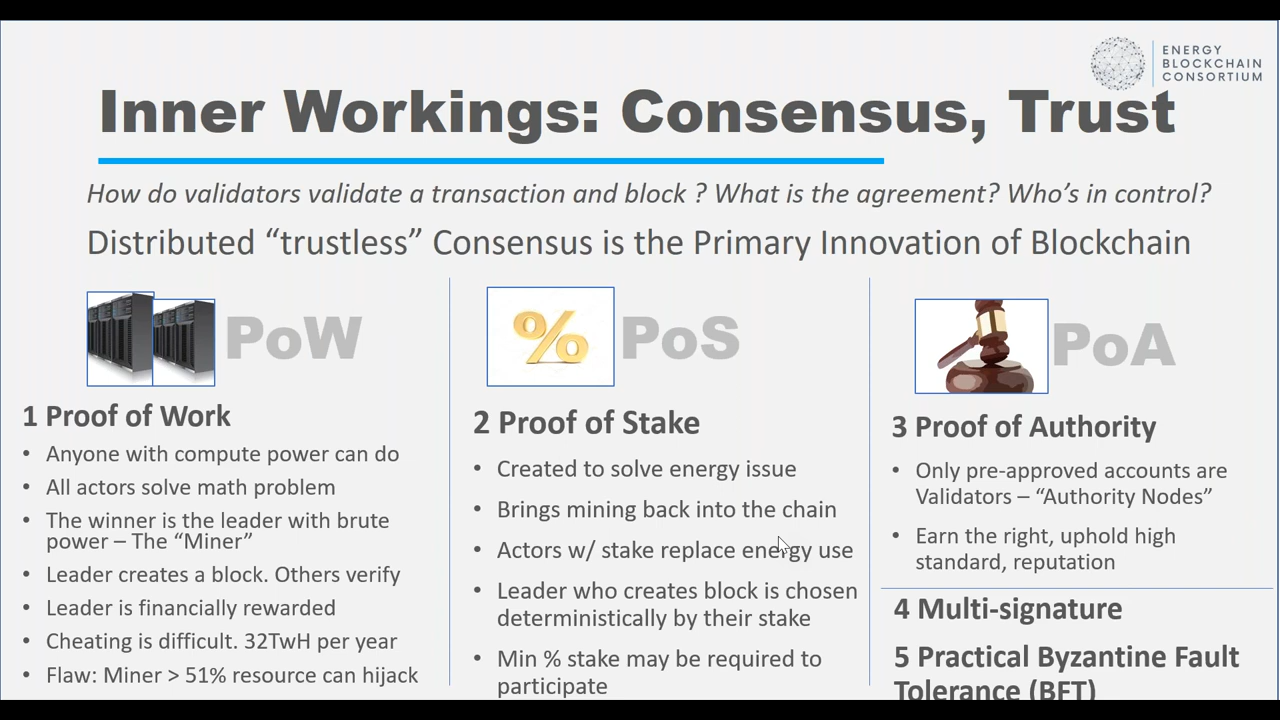 ENERGY
BLOCKCHAIN
CONSORTIUM
Inner Workings: Consensus, Trust
How do validators validate a transaction and block ? What is the agreement? Who's in control?
Distributed “trustless” Consensus is the Primary Innovation of Blockchain
PoW
1 Proof of Work
• Anyone with compute power can do
• All actors solve math problem
• The winner is the leader with brute
power – The “Miner”
• Leader creates a block. Others verify
• Leader is financially rewarded
• Cheating is difficult. 32TwH per year
• Flaw: Miner > 51% resource can hijack
%
PoS
2 Proof of Stake
• Created to solve energy issue
• Brings mining back into the chain
• Actors w/ stake replace energy use
• Leader who creates block is chosen
deterministically by their stake
• Min % stake may be required to
participate
PoA
3 Proof of Authority
• Only pre-approved accounts are
Validators – “Authority Nodes”
• Earn the right, uphold high
standard, reputation
4 Multi-signature
5 Practical Byzantine Fault
Tolerance (BFT)